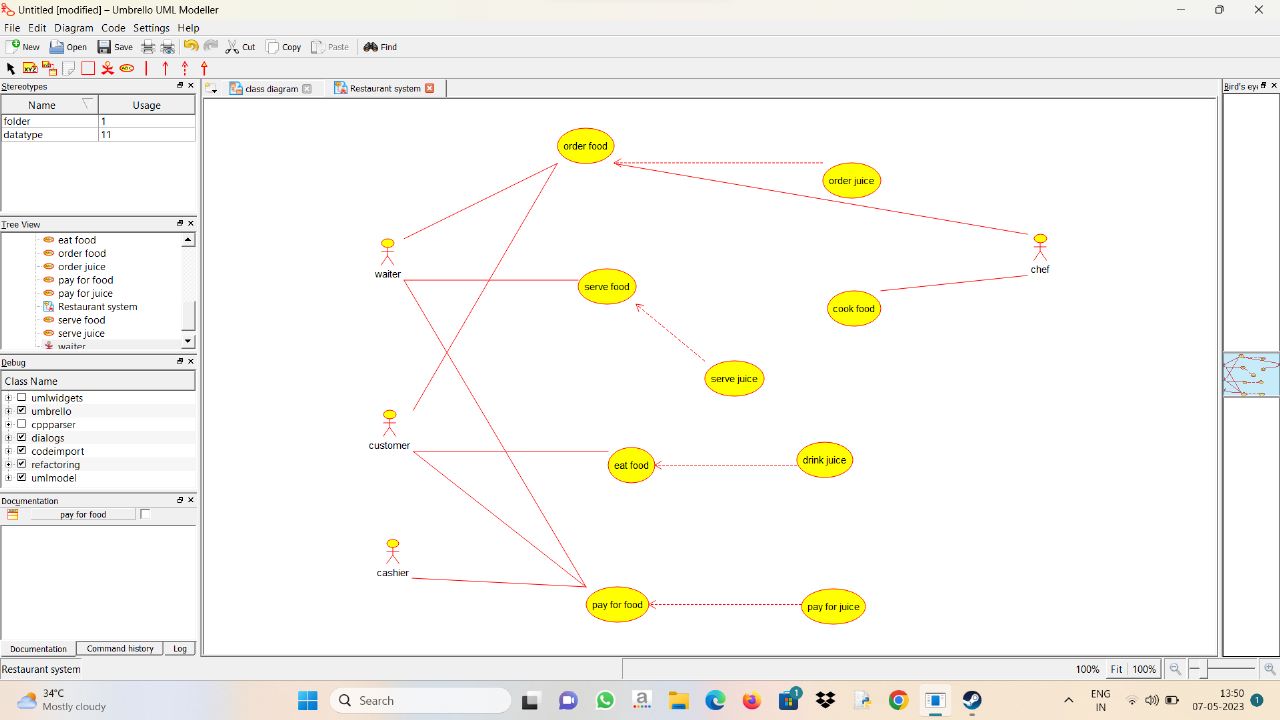 Untitled [modified] – Umbrello UML Modeller
File Edit Diagram Code Settings Help
New Open Save Cut Copy Paste Find
Stereotypes
Name Usage
folder 1
datatype 11
Tree View
eat food
order food
order juice
pay for food
pay for juice
Restaurant system
serve food
serve juice
waiter
Debug
Class Name
umlwidgets
umbrello
cppparser
dialogs
codeimport
refactoring
umlmodel
Documentation
pay for food
Documentation Command history Log
class diagram Restaurant system
order food
order juice
waiter
chef
serve food
cook food
serve juice
customer
eat food
drink juice
cashier
pay for food
pay for juice
Bird's eye
Restaurant system
100% Fit 100%
34°C
Mostly cloudy
Search
1
ENG
IN
13:50
07-05-2023
1